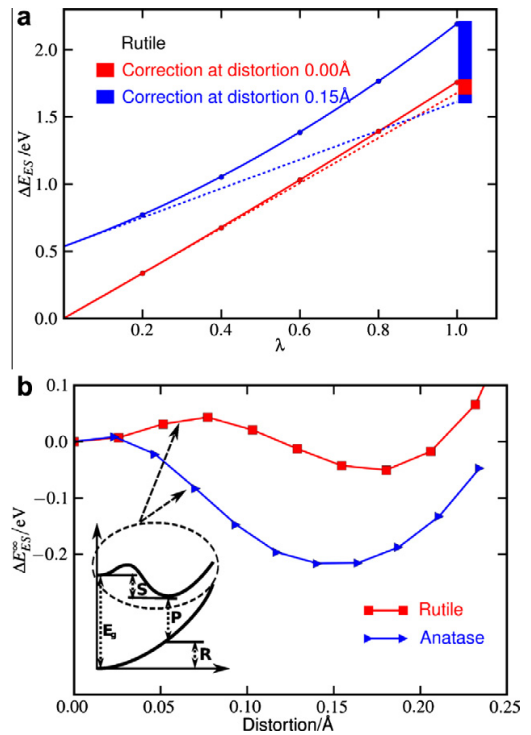 a
Rutile
Correction at distortion 0.00Å
Correction at distortion 0.15Å
ΔE_ES/eV
2.0
1.5
1.0
0.5
0.0
0.2
0.4
0.6
0.8
1.0
λ
b
ΔE^∞_ES/eV
0.1
0.0
−0.1
−0.2
S
P
E_g
R
Rutile
Anatase
0.00
0.05
0.10
0.15
0.20
0.25
Distortion/Å